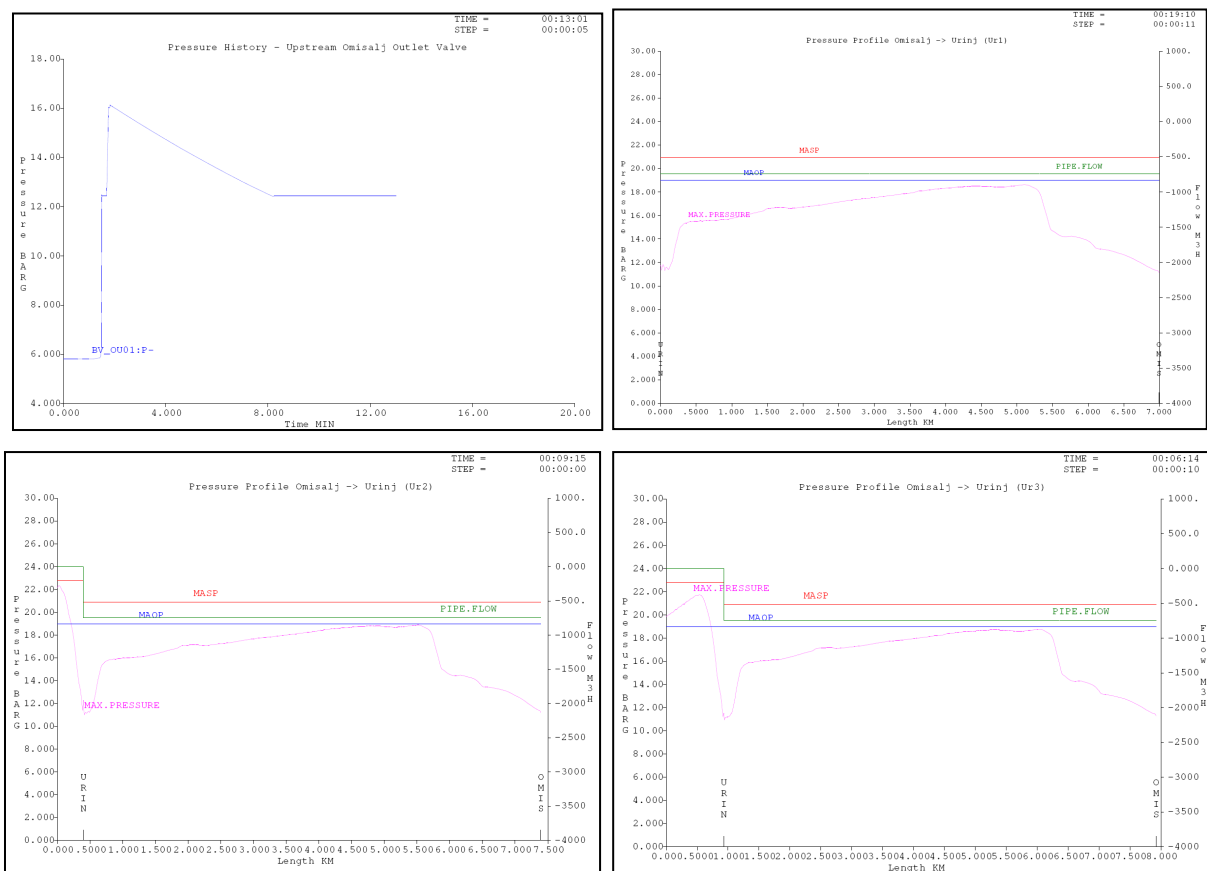 TIME = 00:13:01
STEP = 00:00:05
Pressure History - Upstream Omisalj Outlet Valve
18.00
16.00
14.00
12.00
10.00
8.000
6.000
4.000
Pressure BARG
BV_OU01:P-
0.000 4.000 8.000 12.00 16.00 20.00
Time MIN
TIME = 00:19:10
STEP = 00:00:11
Pressure Profile Omisalj -> Urinj (Ur1)
30.00
28.00
26.00
24.00
22.00
20.00
18.00
16.00
14.00
12.00
10.00
8.000
6.000
4.000
2.000
0.000
Pressure BARG
MASP
PIPE.FLOW
MAOP
MAX.PRESSURE
URIN
OMIS
1000.
500.0
0.000
-500.
-1000
-1500
-2000
-2500
-3000
-3500
-4000
Flow M3H
0.000 .5000 1.000 1.500 2.000 2.500 3.000 3.500 4.000 4.500 5.000 5.500 6.000 6.500 7.000
Length KM
TIME = 00:09:15
STEP = 00:00:00
Pressure Profile Omisalj -> Urinj (Ur2)
30.00
28.00
26.00
24.00
22.00
20.00
18.00
16.00
14.00
12.00
10.00
8.000
6.000
4.000
2.000
0.000
Pressure BARG
MASP
PIPE.FLOW
MAOP
MAX.PRESSURE
URIN
OMIS
1000.
500.0
0.000
-500.
-1000
-1500
-2000
-2500
-3000
-3500
-4000
Flow M3H
0.000 .5000 1.000 1.500 2.000 2.500 3.000 3.500 4.000 4.500 5.000 5.500 6.000 6.500 7.000 7.500
Length KM
TIME = 00:06:14
STEP = 00:00:10
Pressure Profile Omisalj -> Urinj (Ur3)
30.00
28.00
26.00
24.00
22.00
20.00
18.00
16.00
14.00
12.00
10.00
8.000
6.000
4.000
2.000
0.000
Pressure BARG
MAX.PRESSURE
MASP
PIPE.FLOW
MAOP
URIN
OMIS
1000.
500.0
0.000
-500.
-1000
-1500
-2000
-2500
-3000
-3500
-4000
Flow M3H
0.000 .5000 1.000 1.500 2.000 2.500 3.000 3.500 4.000 4.500 5.000 5.500 6.000 6.500 7.000 7.500 8.000
Length KM